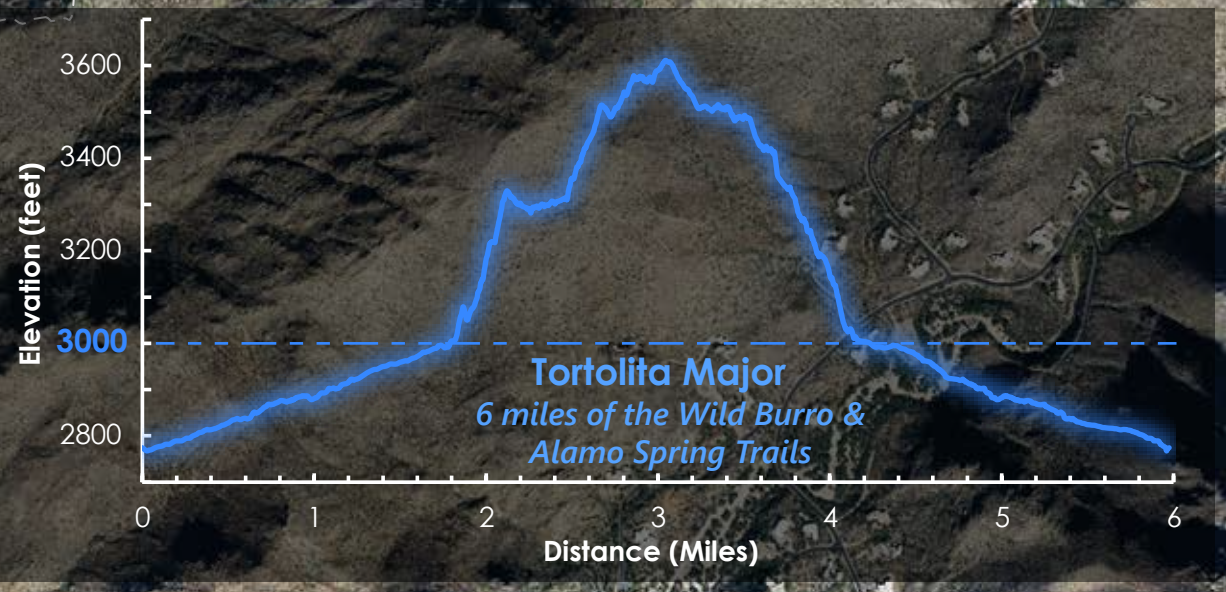 3600
3400
3200
3000
2800
Elevation (feet)
Tortolita Major
6 miles of the Wild Burro &
Alamo Spring Trails
0 1 2 3 4 5 6
Distance (Miles)